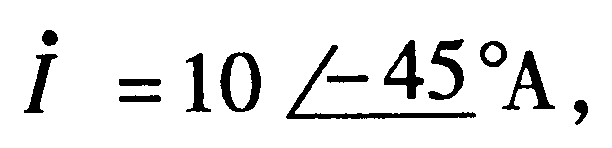 İ = 10 ∠−45°A,